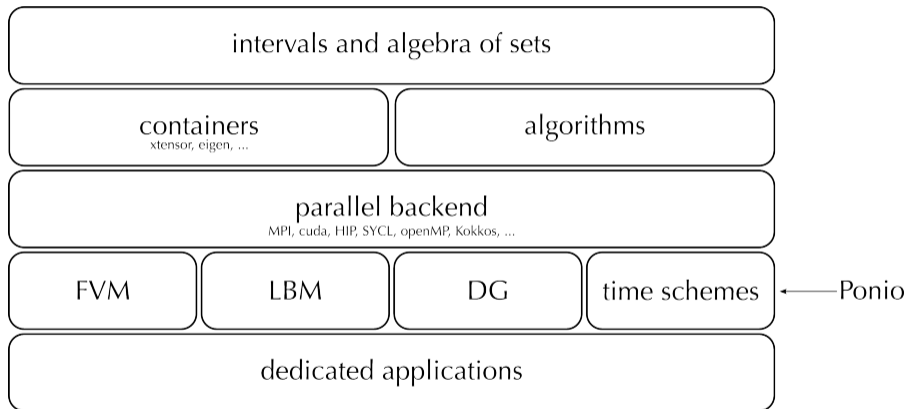 intervals and algebra of sets
containers
xtensor, eigen, ...
algorithms
parallel backend
MPI, cuda, HIP, SYCL, openMP, Kokkos, ...
FVM
LBM
DG
time schemes
Ponio
dedicated applications